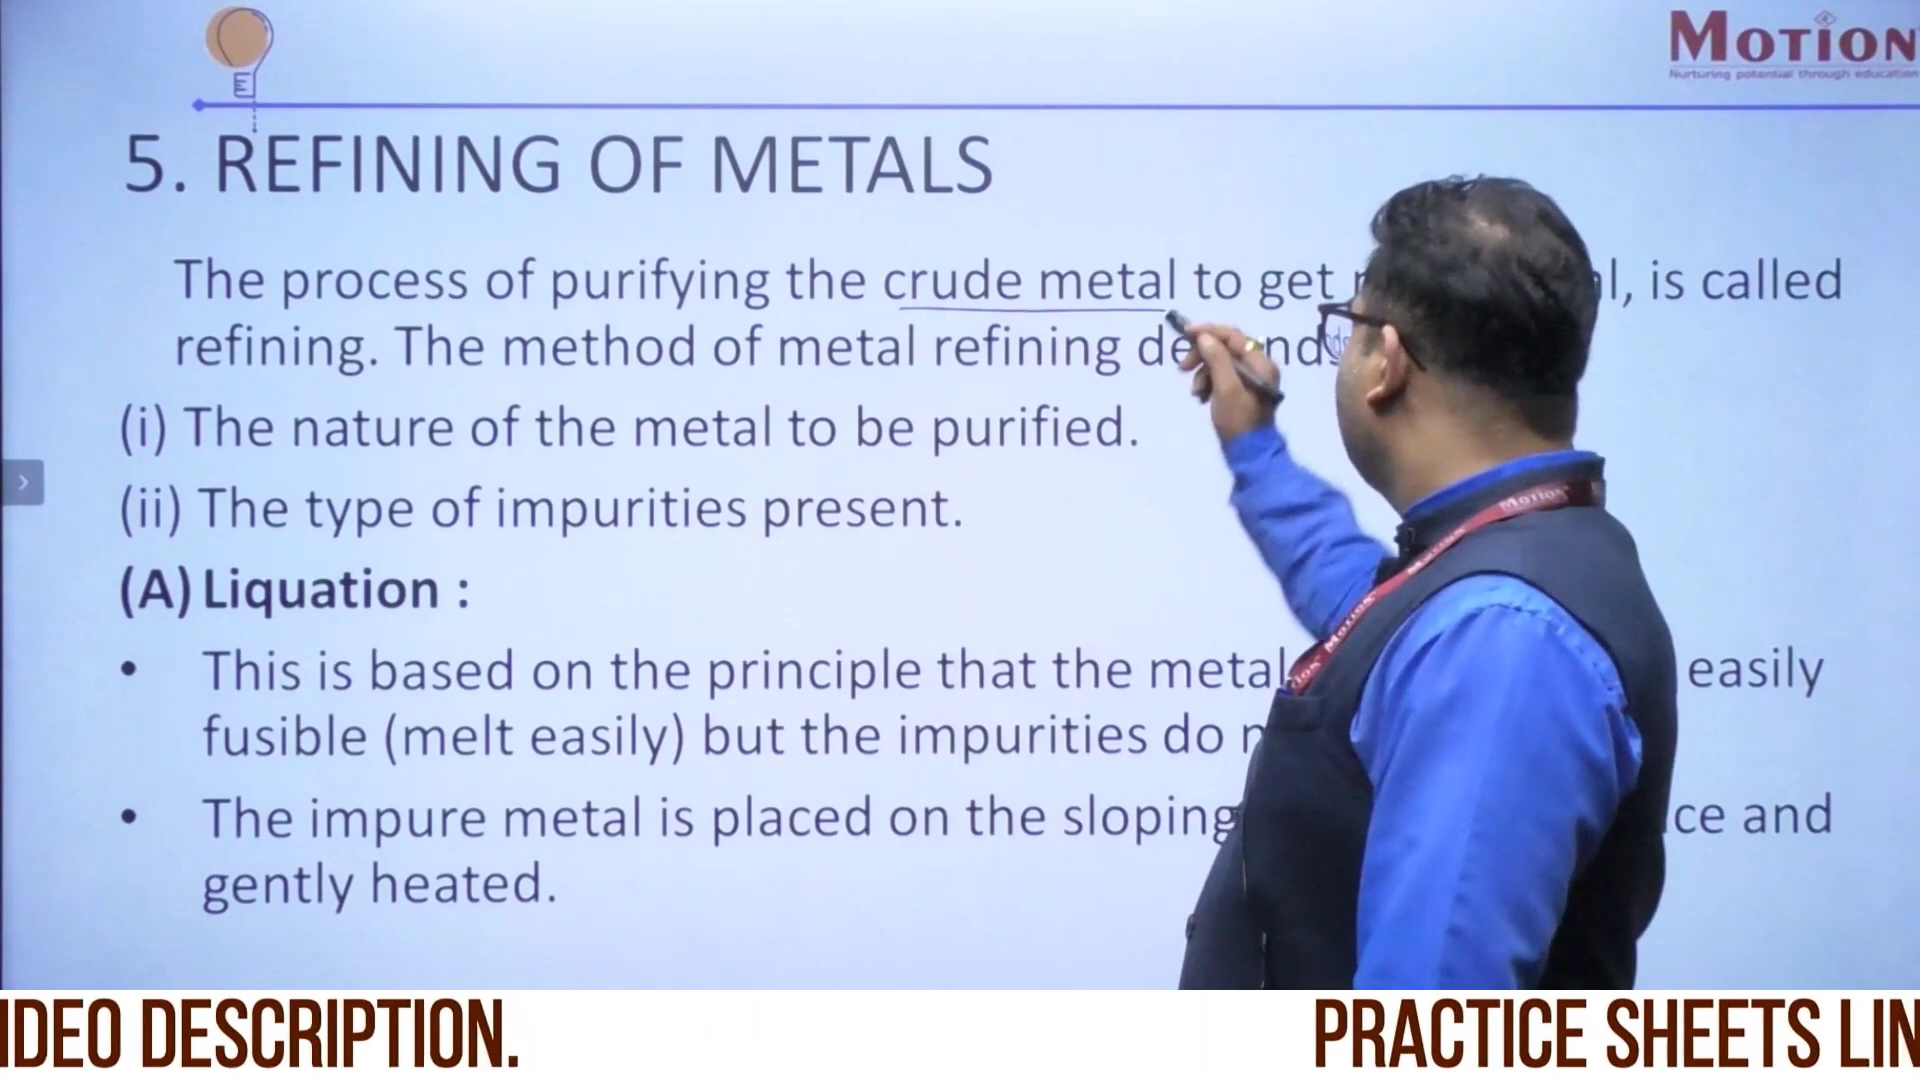 MOTION
Nurturing potential through education
5. REFINING OF METALS
The process of purifying the crude metal to get is called
refining. The method of metal refining
(i) The nature of the metal to be purified.
(ii) The type of impurities present.
(A) Liquation :
• This is based on the principle that the metal easily
fusible (melt easily) but the impurities do
• The impure metal is placed on the sloping and
gently heated.
MOTION
MOTION
MOTION
IDEO DESCRIPTION. PRACTICE SHEETS LIN